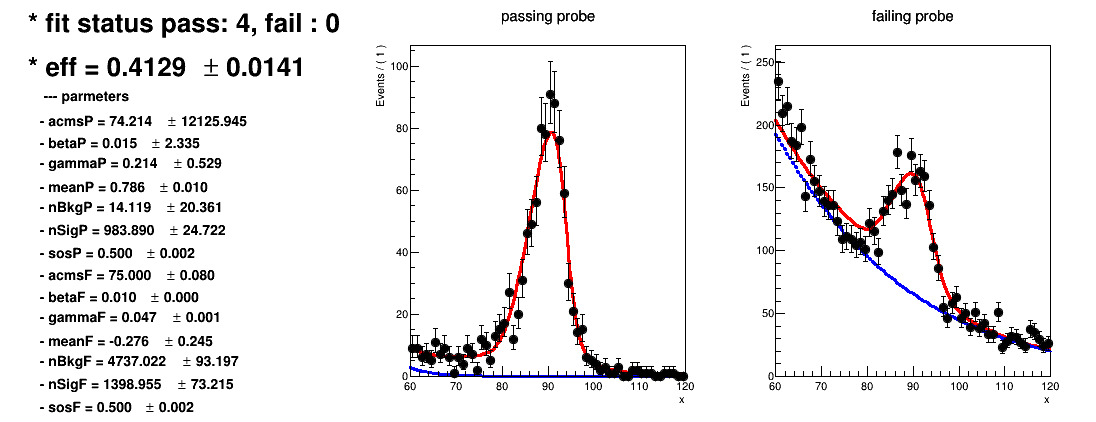 * fit status pass: 4, fail : 0
* eff = 0.4129 ± 0.0141
--- parmeters
- acmsP = 74.214 ± 12125.945
- betaP = 0.015 ± 2.335
- gammaP = 0.214 ± 0.529
- meanP = 0.786 ± 0.010
- nBkgP = 14.119 ± 20.361
- nSigP = 983.890 ± 24.722
- sosP = 0.500 ± 0.002
- acmsF = 75.000 ± 0.080
- betaF = 0.010 ± 0.000
- gammaF = 0.047 ± 0.001
- meanF = -0.276 ± 0.245
- nBkgF = 4737.022 ± 93.197
- nSigF = 1398.955 ± 73.215
- sosF = 0.500 ± 0.002
passing probe
Events / ( 1 )
100
80
60
40
20
0
60 70 80 90 100 110 120
x
failing probe
Events / ( 1 )
250
200
150
100
50
0
60 70 80 90 100 110 120
x